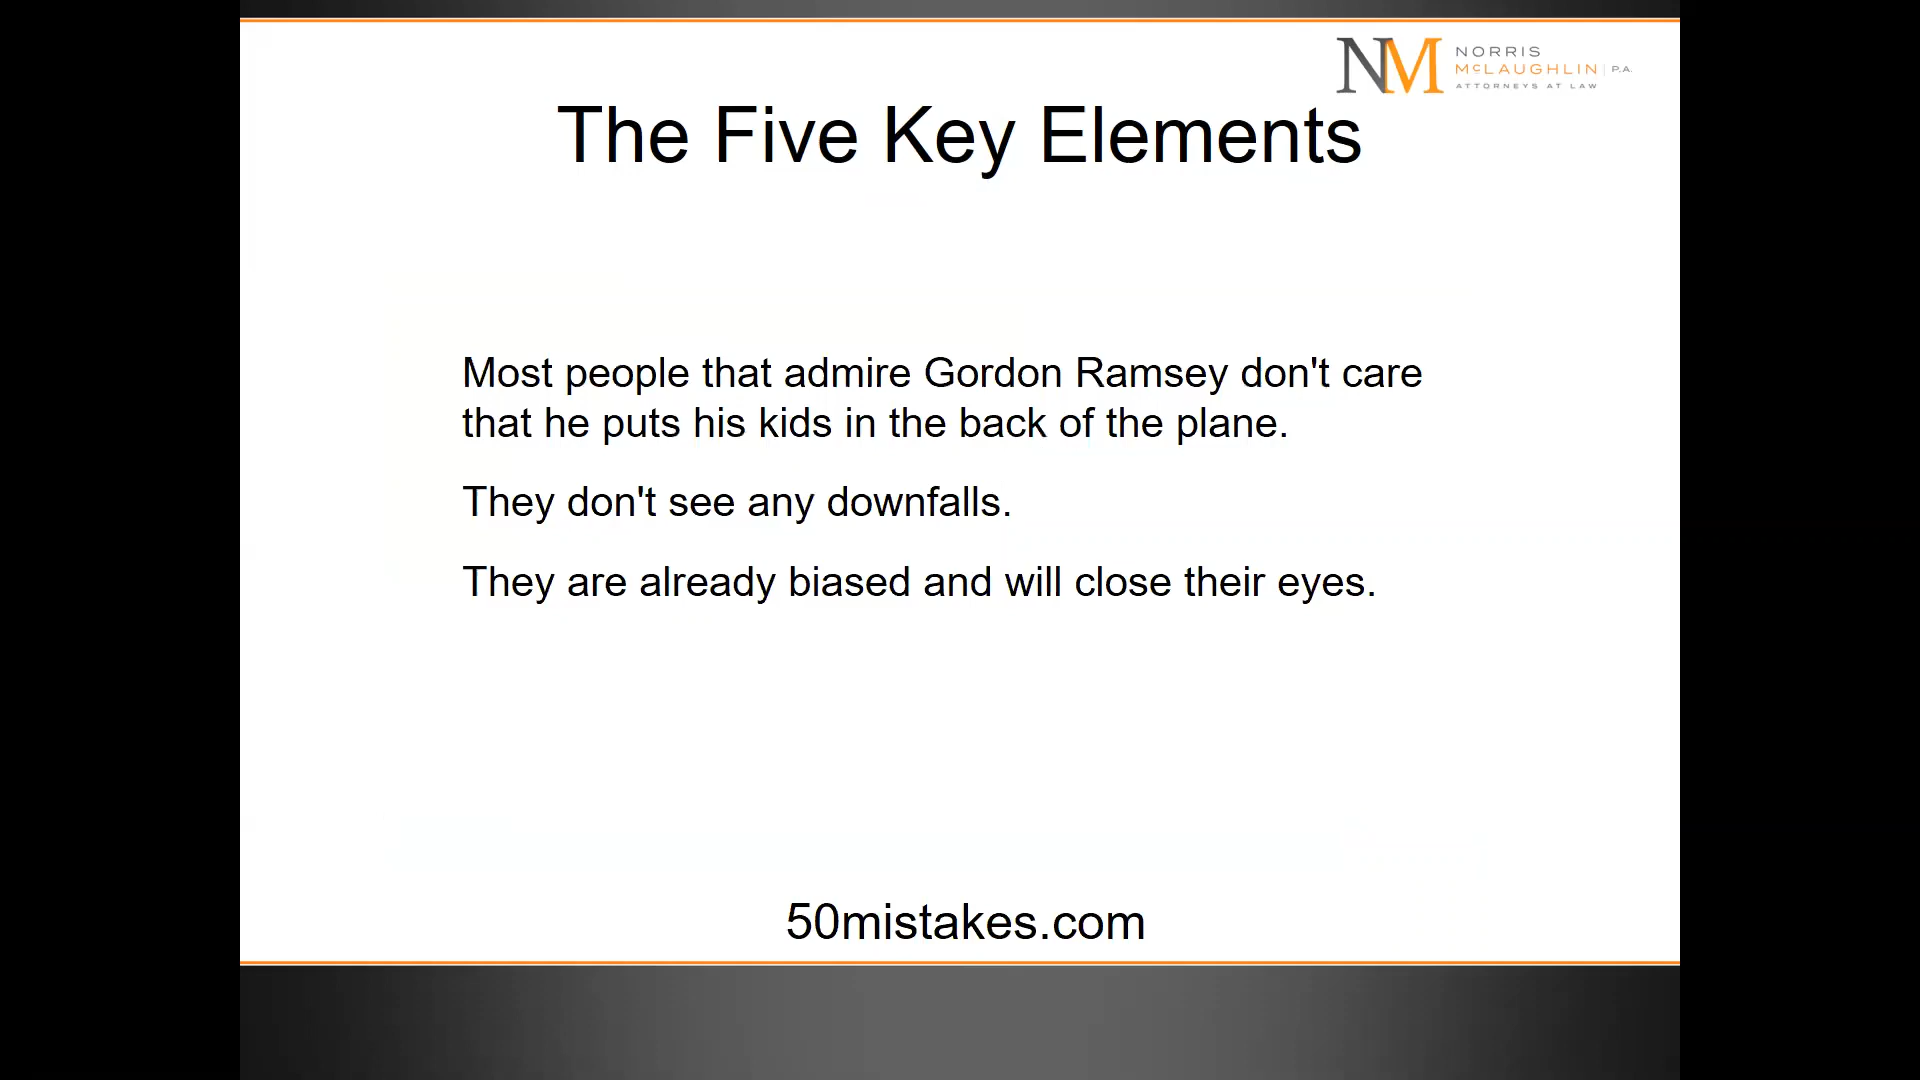 NORRIS
McLAUGHLIN P.A.
ATTORNEYS AT LAW
The Five Key Elements
Most people that admire Gordon Ramsey don't care
that he puts his kids in the back of the plane.
They don't see any downfalls.
They are already biased and will close their eyes.
50mistakes.com